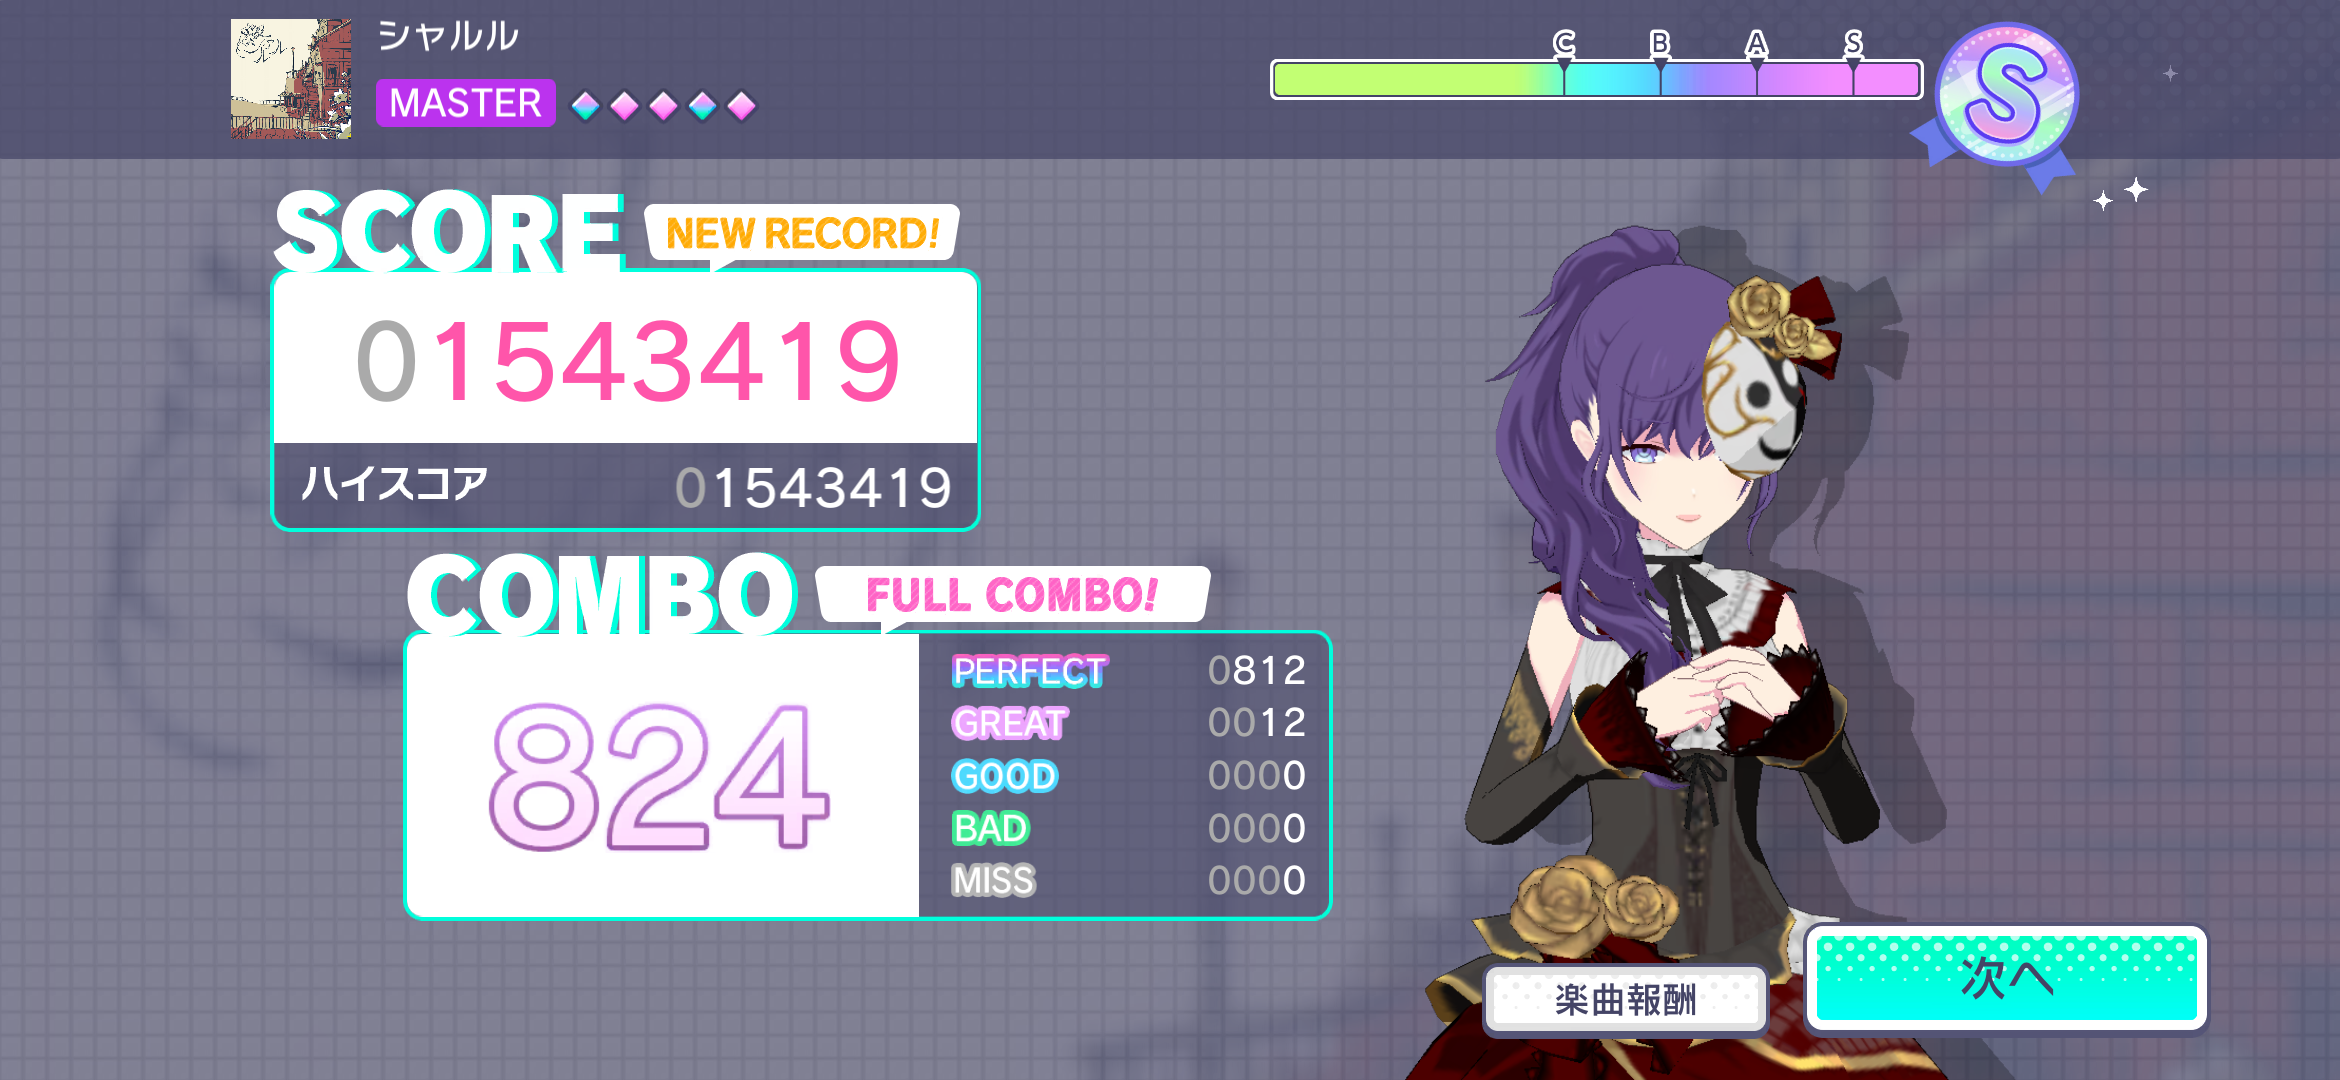 シャルル
MASTER
C B A S
S
SCORE
NEW RECORD!
01543419
ハイスコア 01543419
COMBO
FULL COMBO!
824
PERFECT 0812
GREAT 0012
GOOD 0000
BAD 0000
MISS 0000
楽曲報酬
次へ